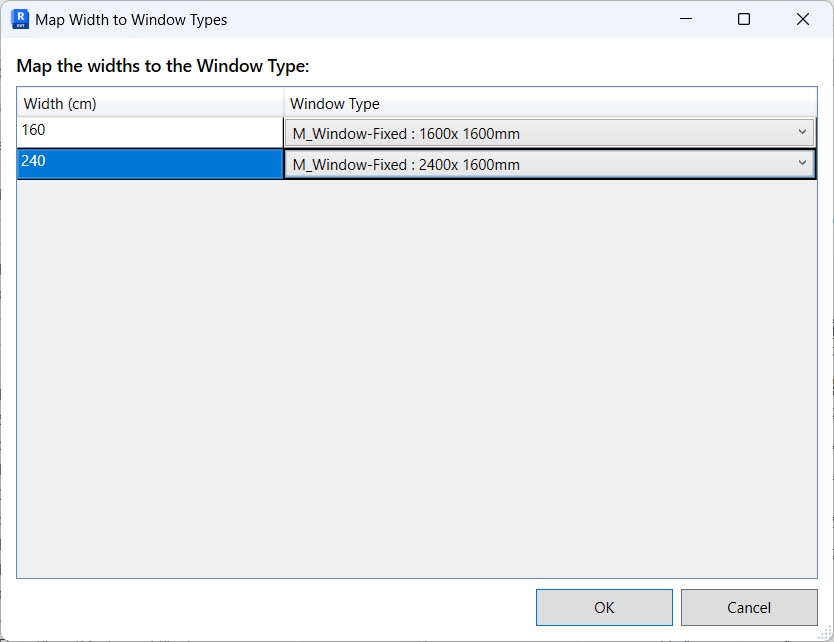 R
RVT
Map Width to Window Types
Map the widths to the Window Type:
Width (cm) Window Type
160 M_Window-Fixed : 1600x 1600mm
240 M_Window-Fixed : 2400x 1600mm
OK Cancel